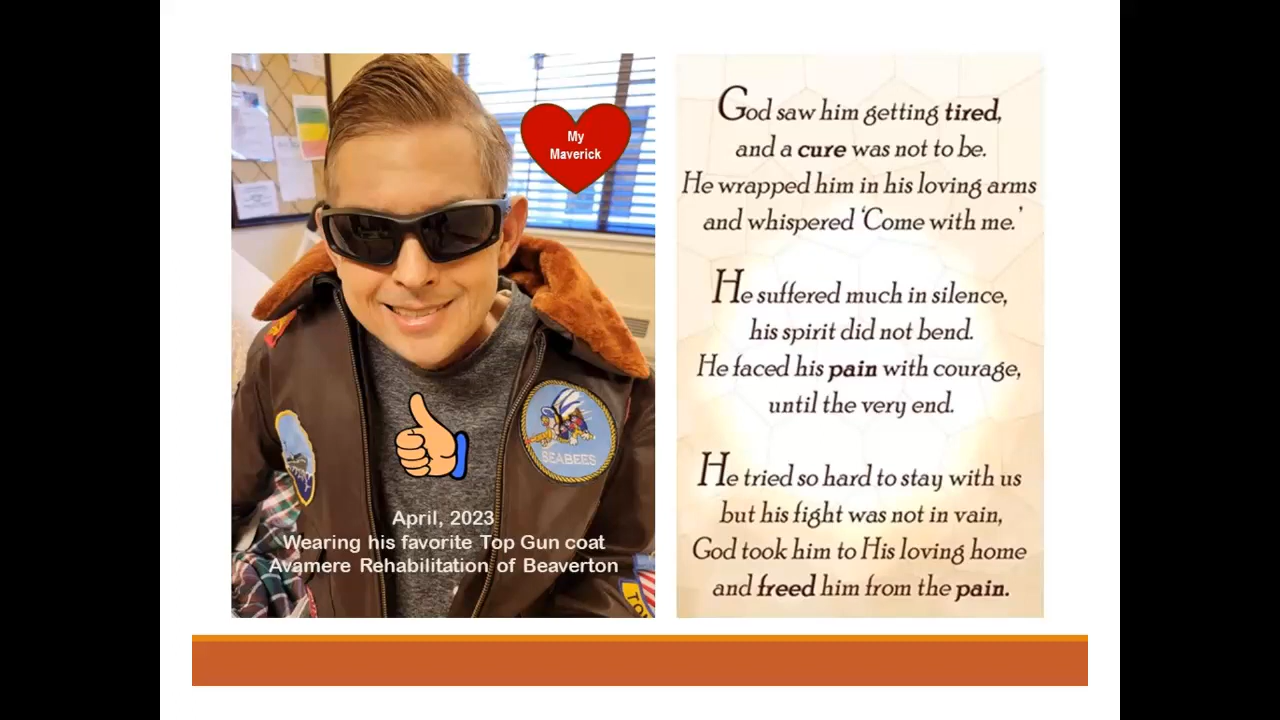 My
Maverick
SEABEES
April, 2023
Wearing his favorite Top Gun coat
Avamere Rehabilitation of Beaverton
TO
God saw him getting tired,
and a cure was not to be.
He wrapped him in his loving arms
and whispered 'Come with me.'
He suffered much in silence,
his spirit did not bend.
He faced his pain with courage,
until the very end.
He tried so hard to stay with us
but his fight was not in vain,
God took him to His loving home
and freed him from the pain.